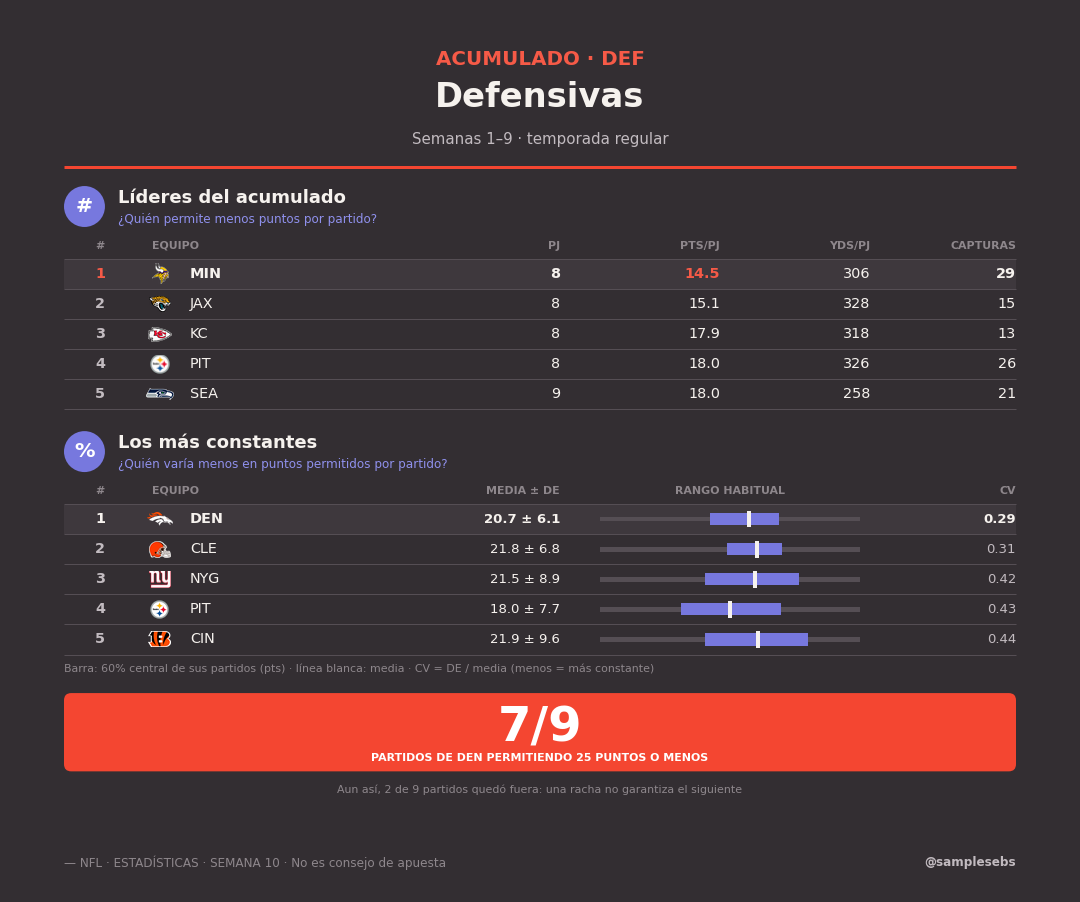 ACUMULADO · DEF
Defensivas
Semanas 1–9 · temporada regular
# Líderes del acumulado
¿Quién permite menos puntos por partido?
# EQUIPO PJ PTS/PJ YDS/PJ CAPTURAS
1 MIN 8 14.5 306 29
2 JAX 8 15.1 328 15
3 KC 8 17.9 318 13
4 PIT 8 18.0 326 26
5 SEA 9 18.0 258 21
% Los más constantes
¿Quién varía menos en puntos permitidos por partido?
# EQUIPO MEDIA ± DE RANGO HABITUAL CV
1 DEN 20.7 ± 6.1 0.29
2 CLE 21.8 ± 6.8 0.31
3 NYG 21.5 ± 8.9 0.42
4 PIT 18.0 ± 7.7 0.43
5 CIN 21.9 ± 9.6 0.44
Barra: 60% central de sus partidos (pts) · línea blanca: media · CV = DE / media (menos = más constante)
7/9
PARTIDOS DE DEN PERMITIENDO 25 PUNTOS O MENOS
Aun así, 2 de 9 partidos quedó fuera: una racha no garantiza el siguiente
— NFL · ESTADÍSTICAS · SEMANA 10 · No es consejo de apuesta
@samplesebs